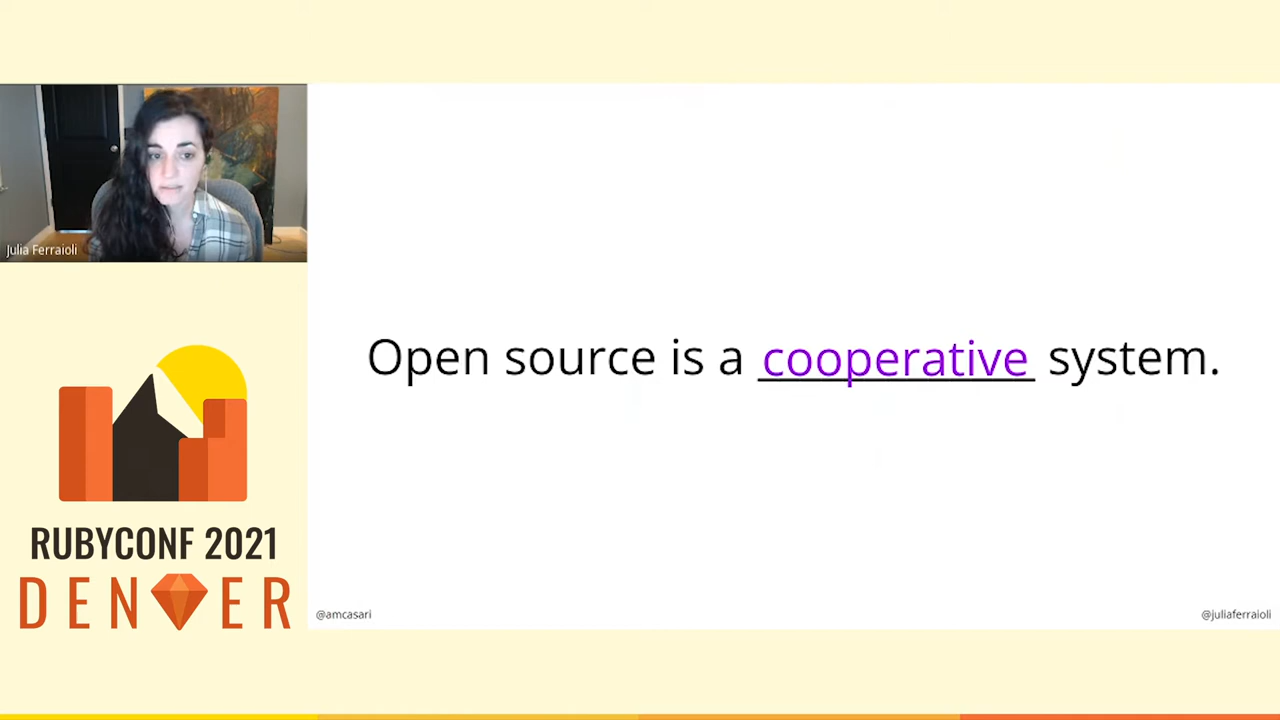 Julia Ferraioli
Open source is a cooperative system.
RUBYCONF 2021
DENVER
@amcasari
@juliaferraioli